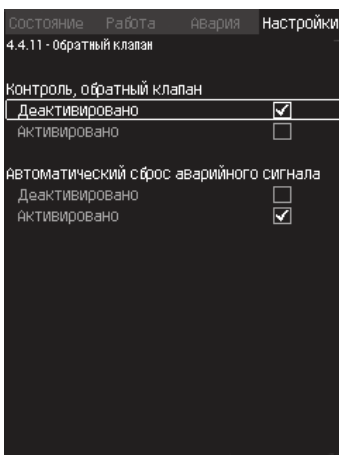 Состояние Работа Авария Настройки
4.4.11 - Обратный клапан
Контроль, обратный клапан
Деактивировано
Активировано
Автоматический сброс аварийного сигнала
Деактивировано
Активировано